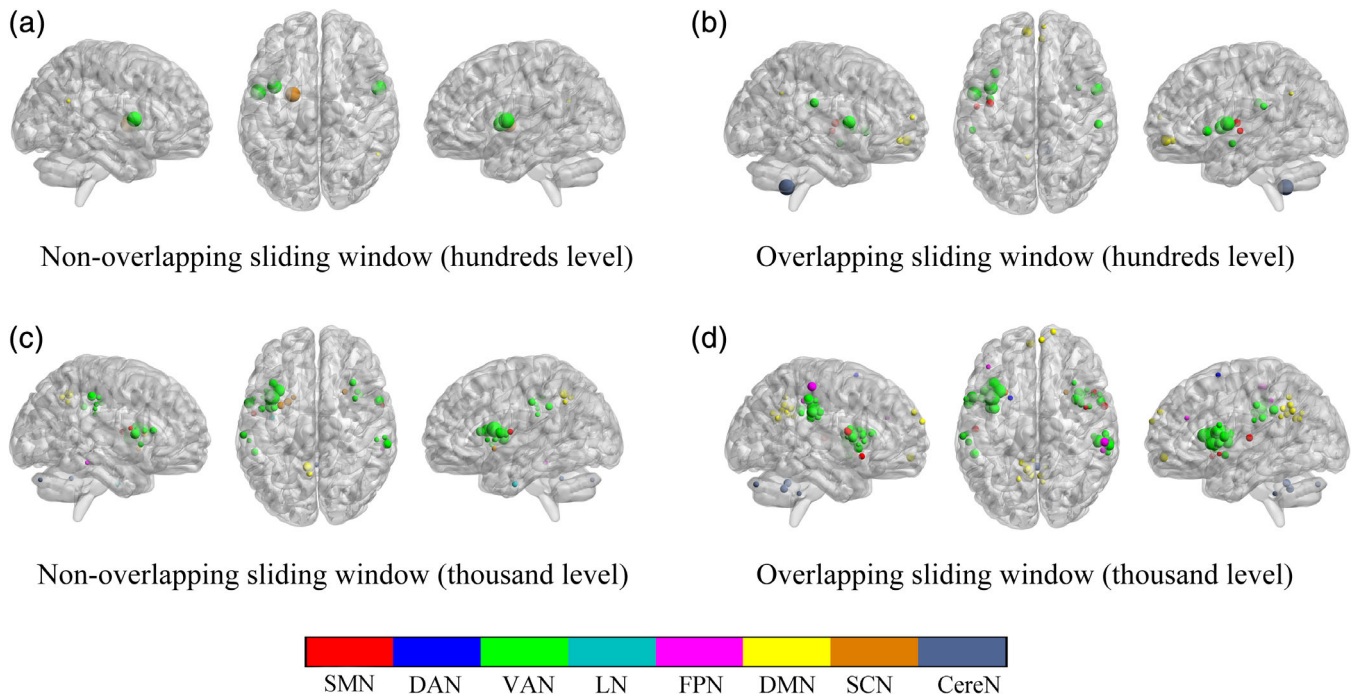 (a)
(b)
Non-overlapping sliding window (hundreds level)
Overlapping sliding window (hundreds level)
(c)
(d)
Non-overlapping sliding window (thousand level)
Overlapping sliding window (thousand level)
SMN DAN VAN LN FPN DMN SCN CereN